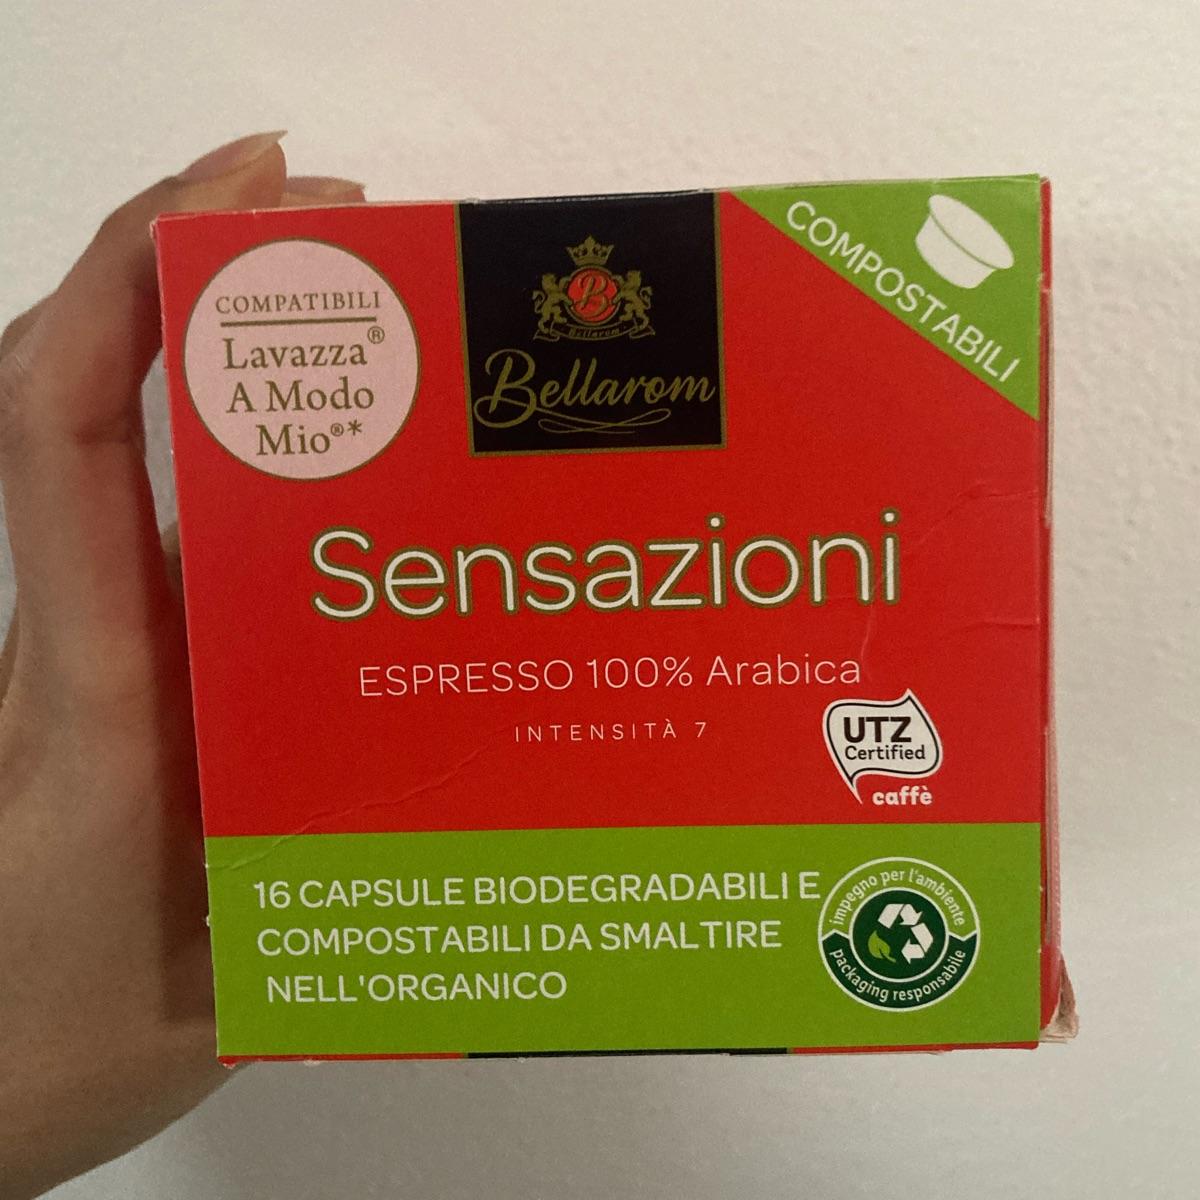 COMPATIBILI
Lavazza®
A Modo
Mio®*
B
Bellarom
Bellarom
COMPOSTABILI
Sensazioni
ESPRESSO 100% Arabica
INTENSITÀ 7
UTZ
Certified
caffè
16 CAPSULE BIODEGRADABILI E
COMPOSTABILI DA SMALTIRE
NELL'ORGANICO
impegno per l'ambiente
packaging responsabile